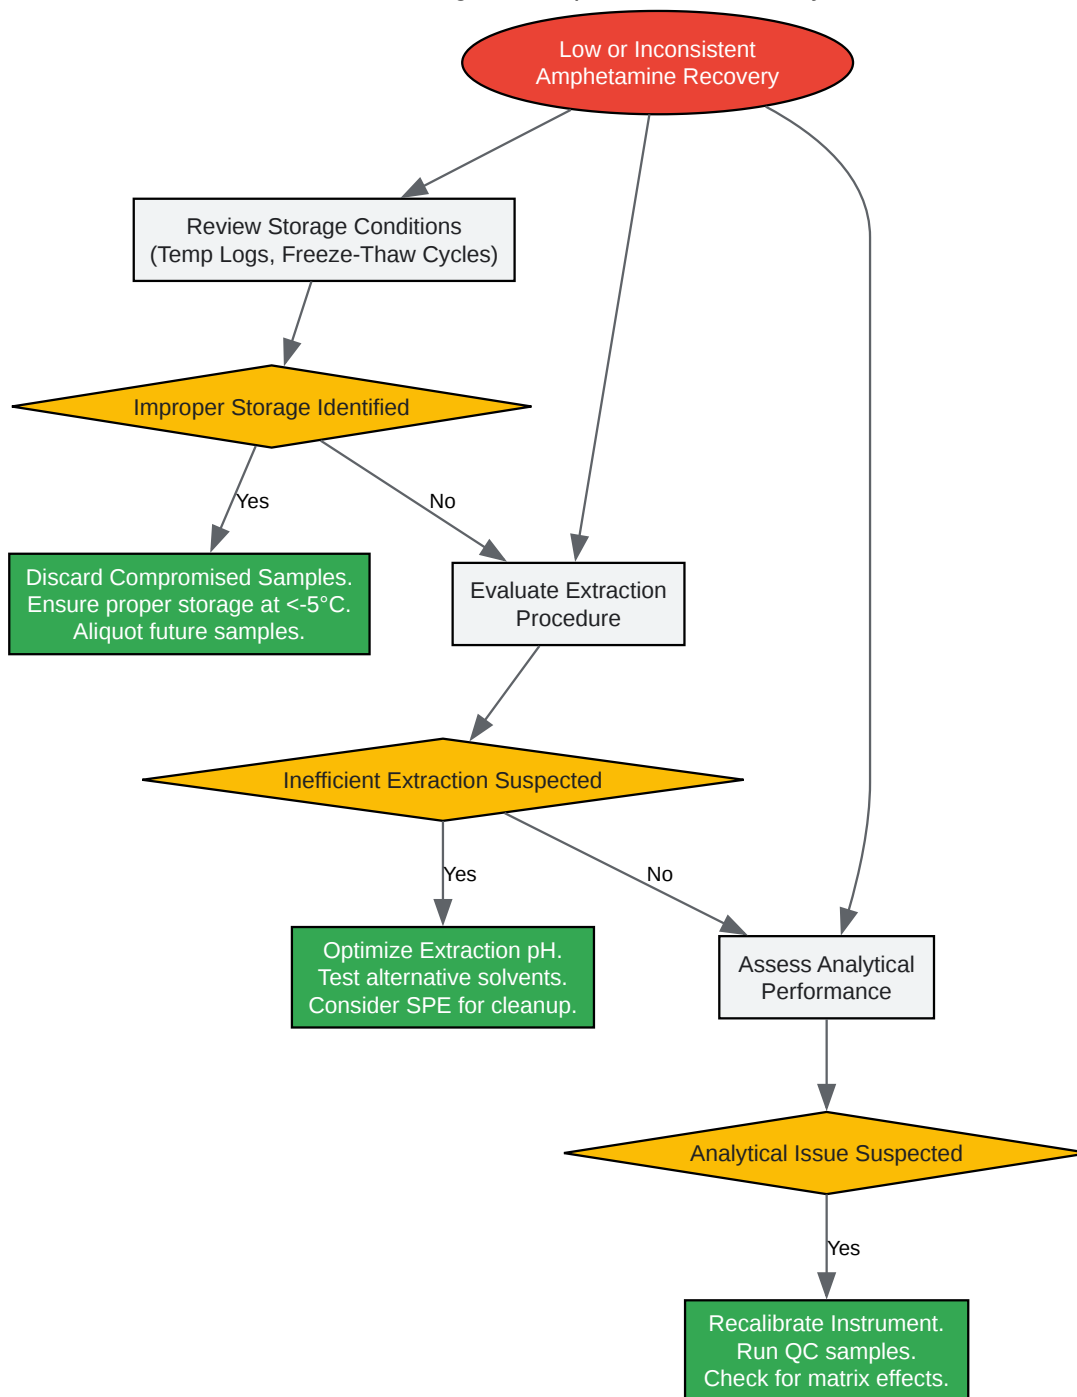 Low or Inconsistent
Amphetamine Recovery
Review Storage Conditions
(Temp Logs, Freeze-Thaw Cycles)
Improper Storage Identified
Yes
No
Discard Compromised Samples.
Ensure proper storage at <-5°C.
Aliquot future samples.
Evaluate Extraction
Procedure
Inefficient Extraction Suspected
Yes
No
Optimize Extraction pH.
Test alternative solvents.
Consider SPE for cleanup.
Assess Analytical
Performance
Analytical Issue Suspected
Yes
Recalibrate Instrument.
Run QC samples.
Check for matrix effects.